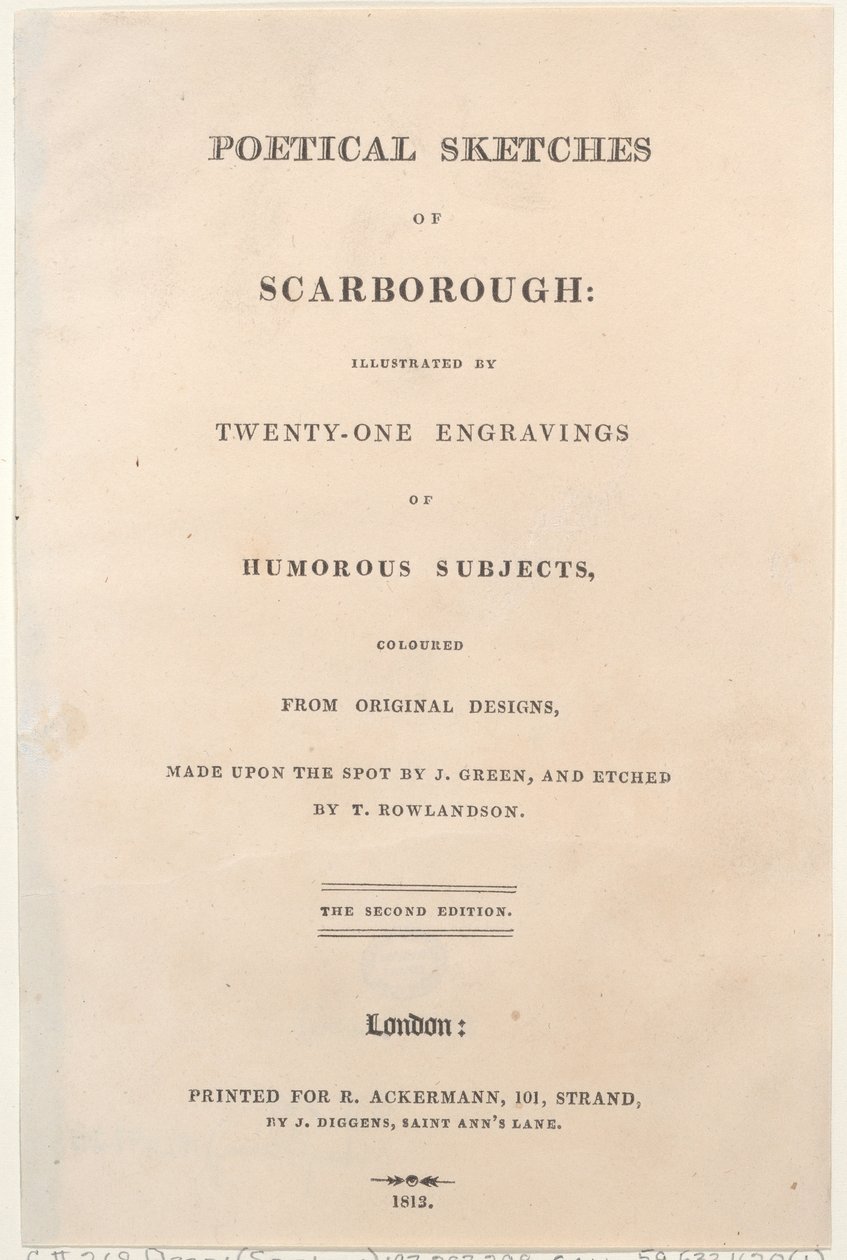 POETICAL SKETCHES
OF
SCARBOROUGH:
ILLUSTRATED BY
TWENTY-ONE ENGRAVINGS
OF
HUMOROUS SUBJECTS,
COLOURED
FROM ORIGINAL DESIGNS,
MADE UPON THE SPOT BY J. GREEN, AND ETCHED
BY T. ROWLANDSON.
THE SECOND EDITION.
London:
PRINTED FOR R. ACKERMANN, 101, STRAND,
BY J. DIGGENS, SAINT ANN'S LANE.
1813.